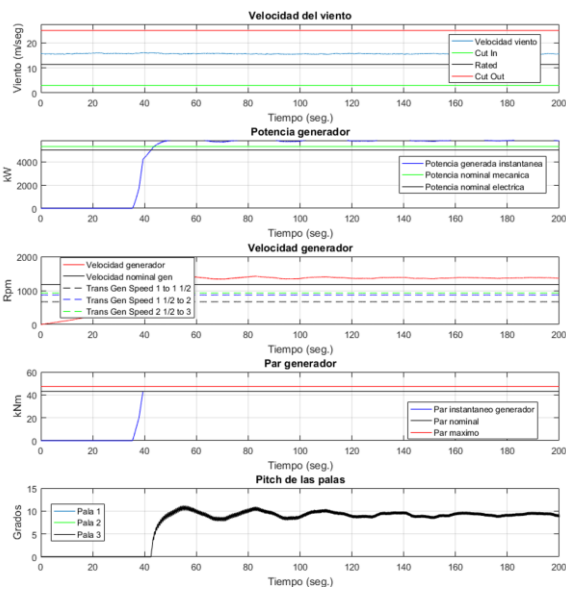 Velocidad del viento
Viento (m/seg)
20
10
0
Velocidad viento
Cut In
Rated
Cut Out
0 20 40 60 80 100 120 140 160 180 200
Tiempo (seg.)
Potencia generador
kW
4000
2000
0
Potencia generada instantanea
Potencia nominal mecanica
Potencia nominal electrica
0 20 40 60 80 100 120 140 160 180 200
Tiempo (seg.)
Velocidad generador
Rpm
2000
1000
0
Velocidad generador
Velocidad nominal gen
Trans Gen Speed 1 to 1 1/2
Trans Gen Speed 1 1/2 to 2
Trans Gen Speed 2 1/2 to 3
0 20 40 60 80 100 120 140 160 180 200
Tiempo (seg.)
Par generador
kNm
60
40
20
0
Par instantaneo generador
Par nominal
Par maximo
0 20 40 60 80 100 120 140 160 180 200
Tiempo (seg.)
Pitch de las palas
Grados
15
10
5
0
Pala 1
Pala 2
Pala 3
0 20 40 60 80 100 120 140 160 180 200
Tiempo (seg.)